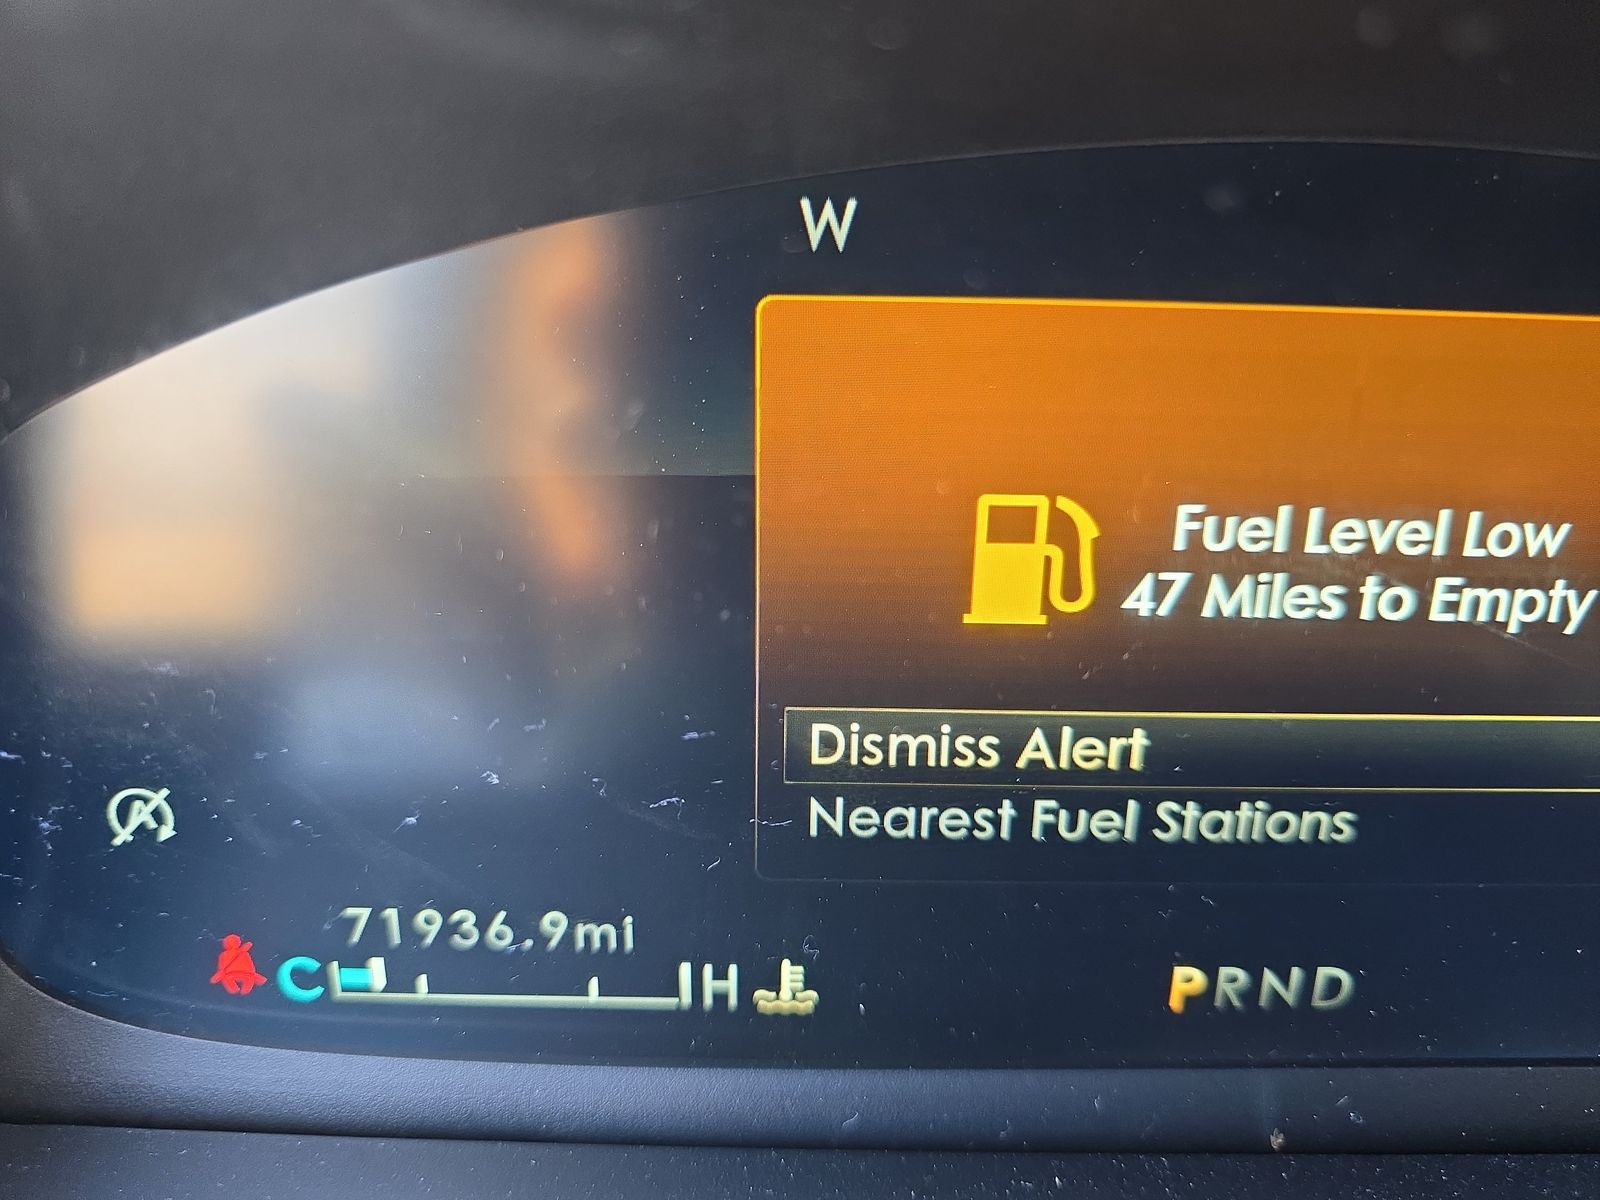 W
Fuel Level Low
47 Miles to Empty
Dismiss Alert
Nearest Fuel Stations
A
71936.9mi
C H
PRND